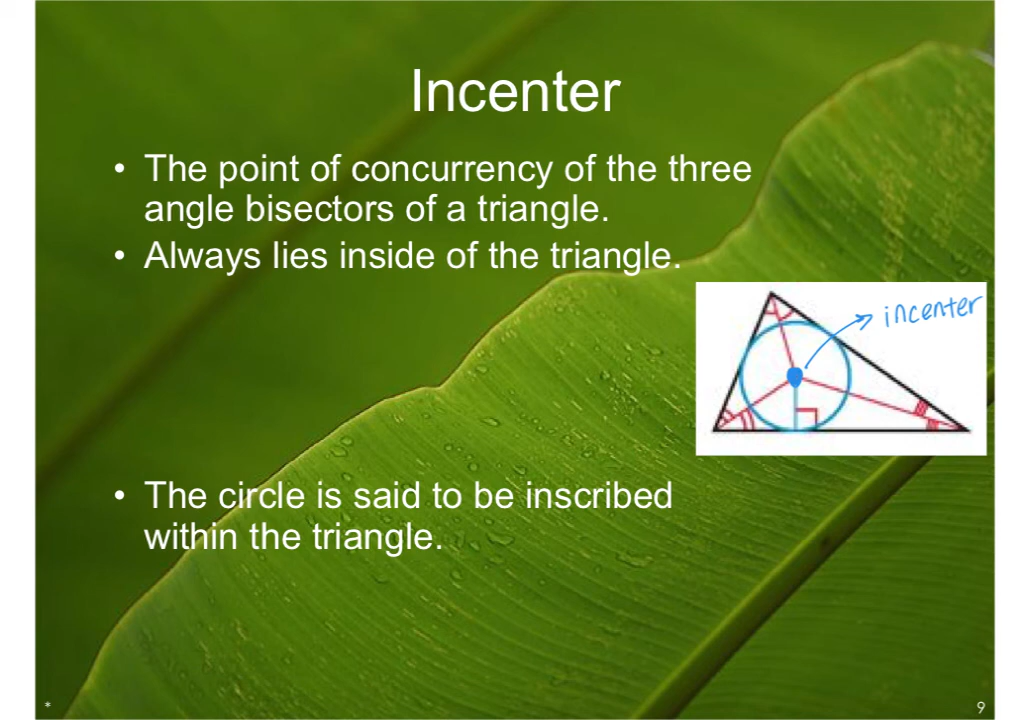 Incenter
• The point of concurrency of the three
angle bisectors of a triangle.
• Always lies inside of the triangle.
incenter
• The circle is said to be inscribed
within the triangle.
*
9